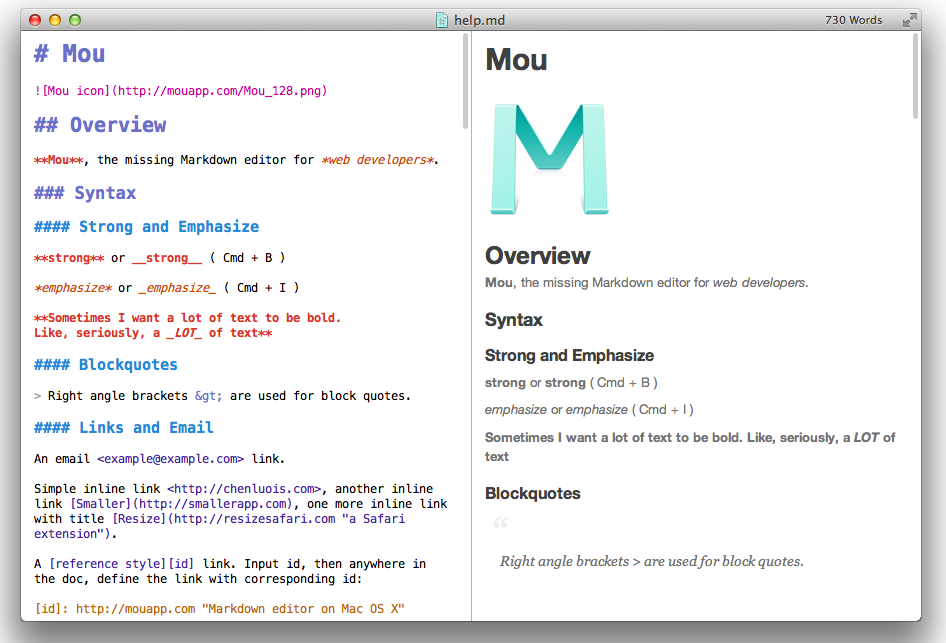 help.md
730 Words
# Mou
![Mou icon](http://mouapp.com/Mou_128.png)
## Overview
**Mou**, the missing Markdown editor for *web developers*.
### Syntax
#### Strong and Emphasize
**strong** or __strong__ ( Cmd + B )
*emphasize* or _emphasize_ ( Cmd + I )
**Sometimes I want a lot of text to be bold.
Like, seriously, a _LOT_ of text**
#### Blockquotes
> Right angle brackets &gt; are used for block quotes.
#### Links and Email
An email <example@example.com> link.
Simple inline link <http://chenluois.com>, another inline
link [Smaller](http://smallerapp.com), one more inline link
with title [Resize](http://resizesafari.com "a Safari
extension").
A [reference style][id] link. Input id, then anywhere in
the doc, define the link with corresponding id:
[id]: http://mouapp.com "Markdown editor on Mac OS X"
Mou
M
Overview
Mou, the missing Markdown editor for web developers.
Syntax
Strong and Emphasize
strong or strong ( Cmd + B )
emphasize or emphasize ( Cmd + I )
Sometimes I want a lot of text to be bold. Like, seriously, a LOT of
text
Blockquotes
“
Right angle brackets > are used for block quotes.